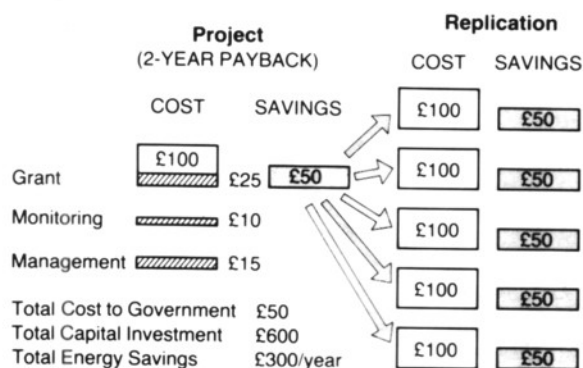 Project
(2-YEAR PAYBACK)
COST SAVINGS
£100
Grant £25 £50
Monitoring £10
Management £15
Total Cost to Government £50
Total Capital Investment £600
Total Energy Savings £300/year
Replication
COST SAVINGS
£100 £50
£100 £50
£100 £50
£100 £50
£100 £50